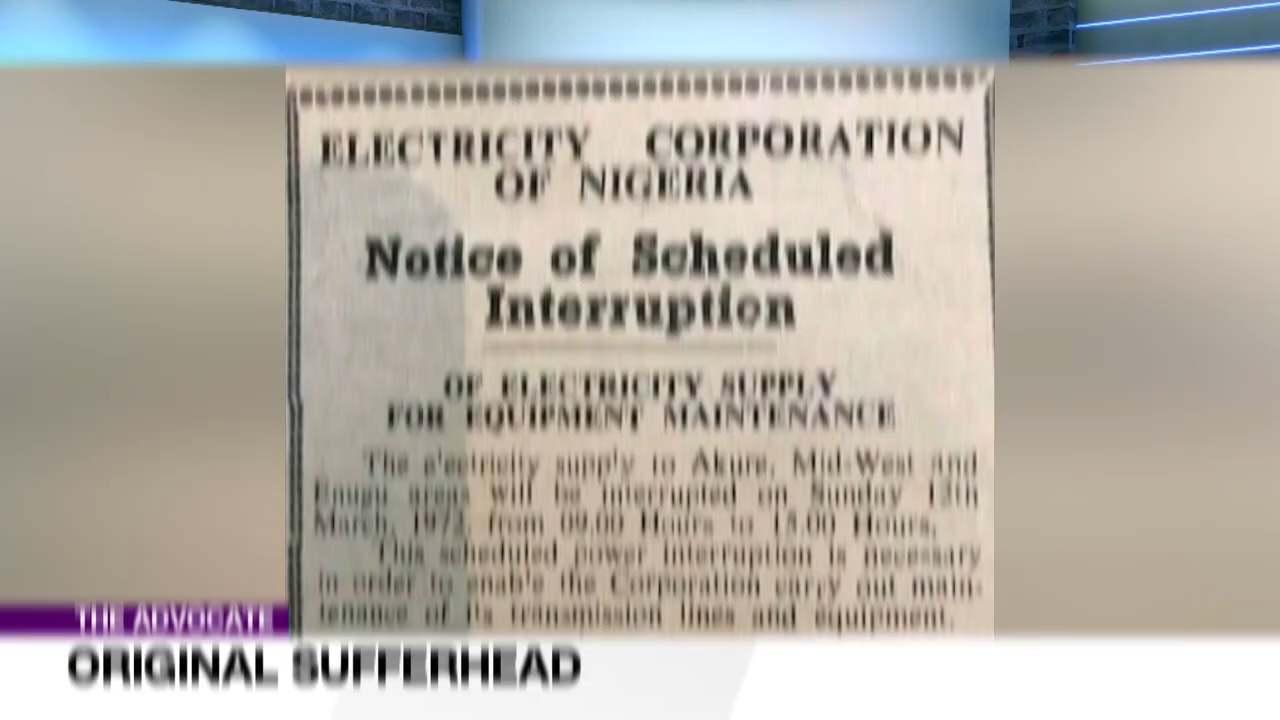 ELECTRICITY CORPORATION
OF NIGERIA
Notice of Scheduled
Interruption
OF ELECTRICITY SUPPLY
FOR EQUIPMENT MAINTENANCE
The electricity supply to Akure, Mid-West and
Enugu areas will be interrupted on Sunday 12th
March, 1972 from 09.00 Hours to 15.00 Hours.
This scheduled power interruption is necessary
in order to enable the Corporation carry out main-
tenance of its transmission lines and equipment.
THE ADVOCATE
ORIGINAL SUFFERHEAD